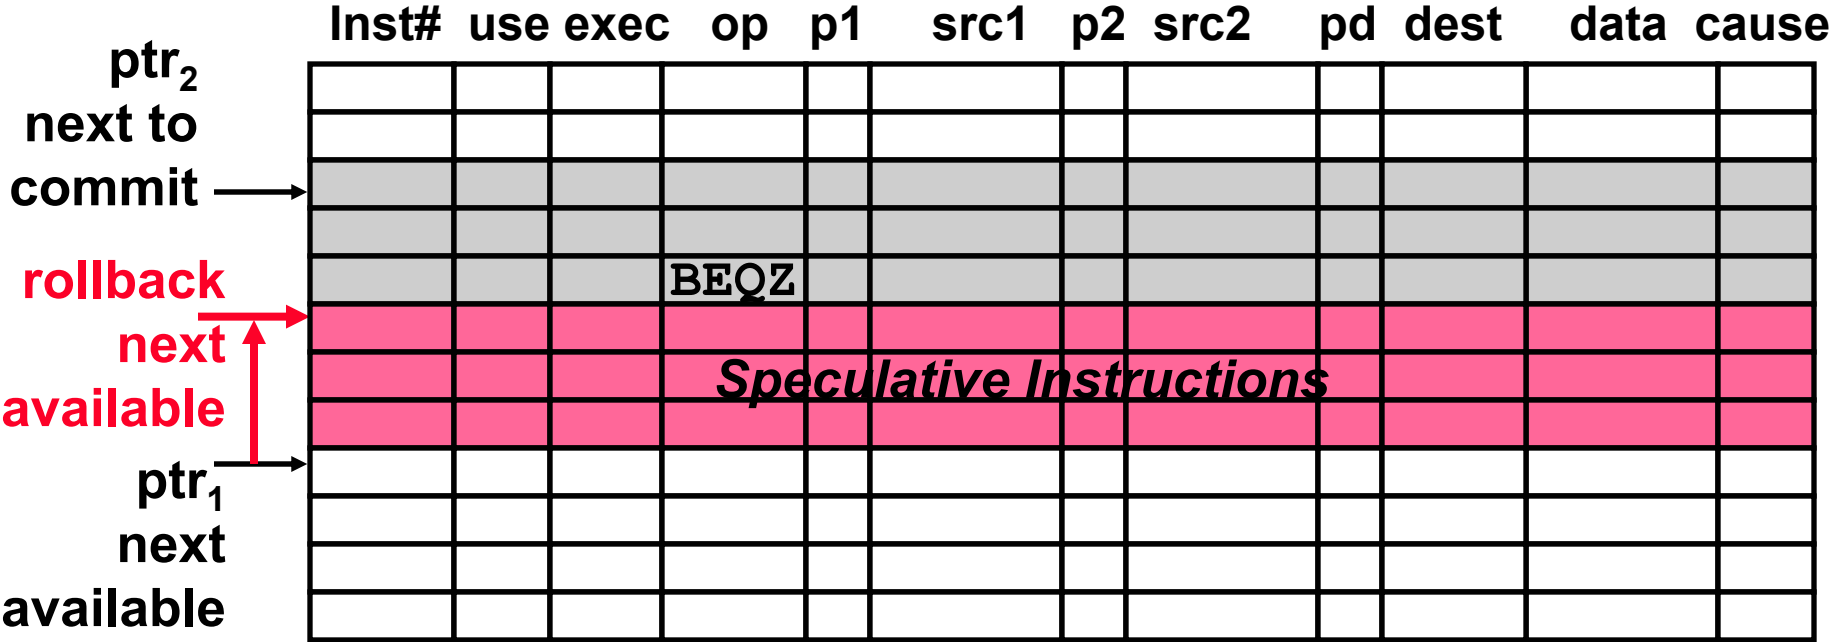 Inst# use exec op p1 src1 p2 src2 pd dest data cause
ptr2
next to
commit
rollback
next
available
ptr1
next
available
BEQZ
Speculative Instructions